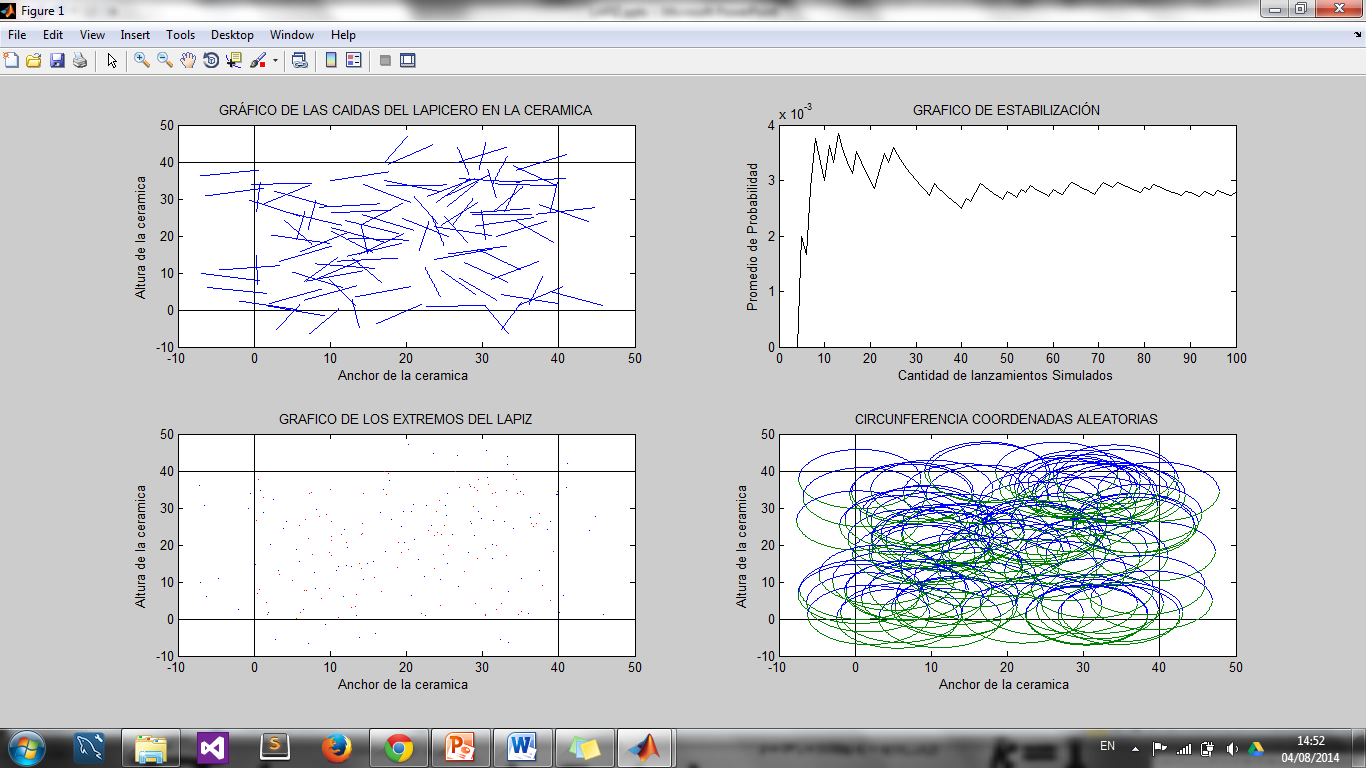 Figure 1
File Edit View Insert Tools Desktop Window Help
GRÁFICO DE LAS CAIDAS DEL LAPICERO EN LA CERAMICA
50
40
30
20
10
0
-10
-10 0 10 20 30 40 50
Altura de la ceramica
Anchor de la ceramica
GRAFICO DE ESTABILIZACIÓN
x 10-3
4
3
2
1
0
0 10 20 30 40 50 60 70 80 90 100
Promedio de Probabilidad
Cantidad de lanzamientos Simulados
GRAFICO DE LOS EXTREMOS DEL LAPIZ
50
40
30
20
10
0
-10
-10 0 10 20 30 40 50
Altura de la ceramica
Anchor de la ceramica
CIRCUNFERENCIA COORDENADAS ALEATORIAS
50
40
30
20
10
0
-10
-10 0 10 20 30 40 50
Altura de la ceramica
Anchor de la ceramica
EN
14:52
04/08/2014